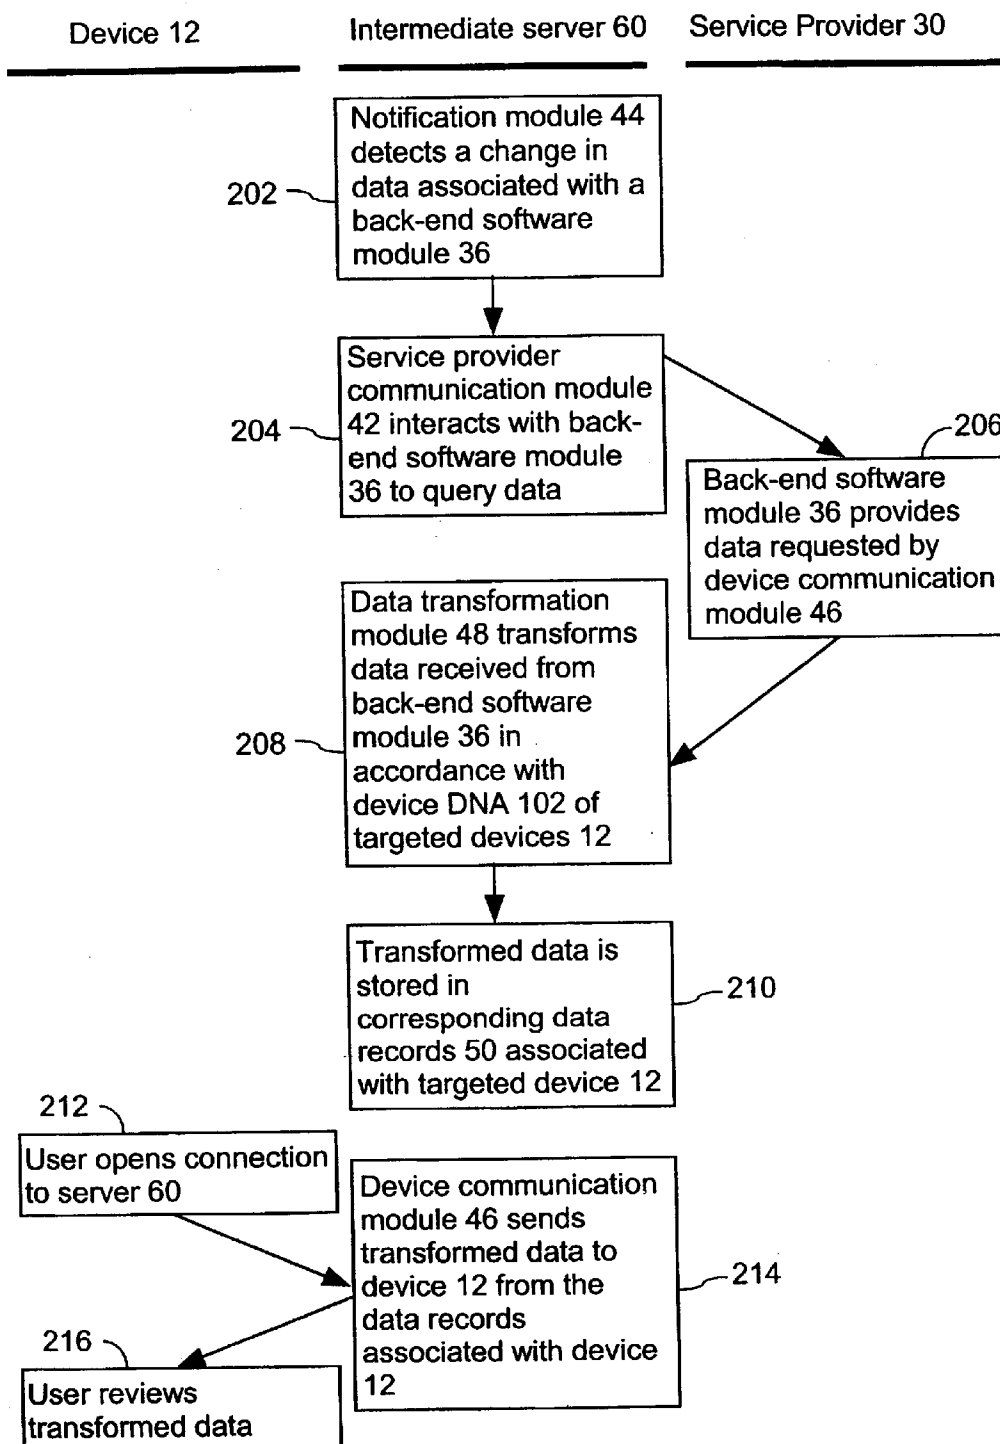 Device 12
Intermediate server 60
Service Provider 30
Notification module 44
detects a change in
data associated with a
back-end software
module 36
202
Service provider
communication module
42 interacts with back-
end software module
36 to query data
204
206
Back-end software
module 36 provides
data requested by
device communication
module 46
Data transformation
module 48 transforms
data received from
back-end software
module 36 in
accordance with
device DNA 102 of
targeted devices 12
208
Transformed data is
stored in
corresponding data
records 50 associated
with targeted device 12
210
212
User opens connection
to server 60
Device communication
module 46 sends
transformed data to
device 12 from the
data records
associated with device
12
214
216
User reviews
transformed data